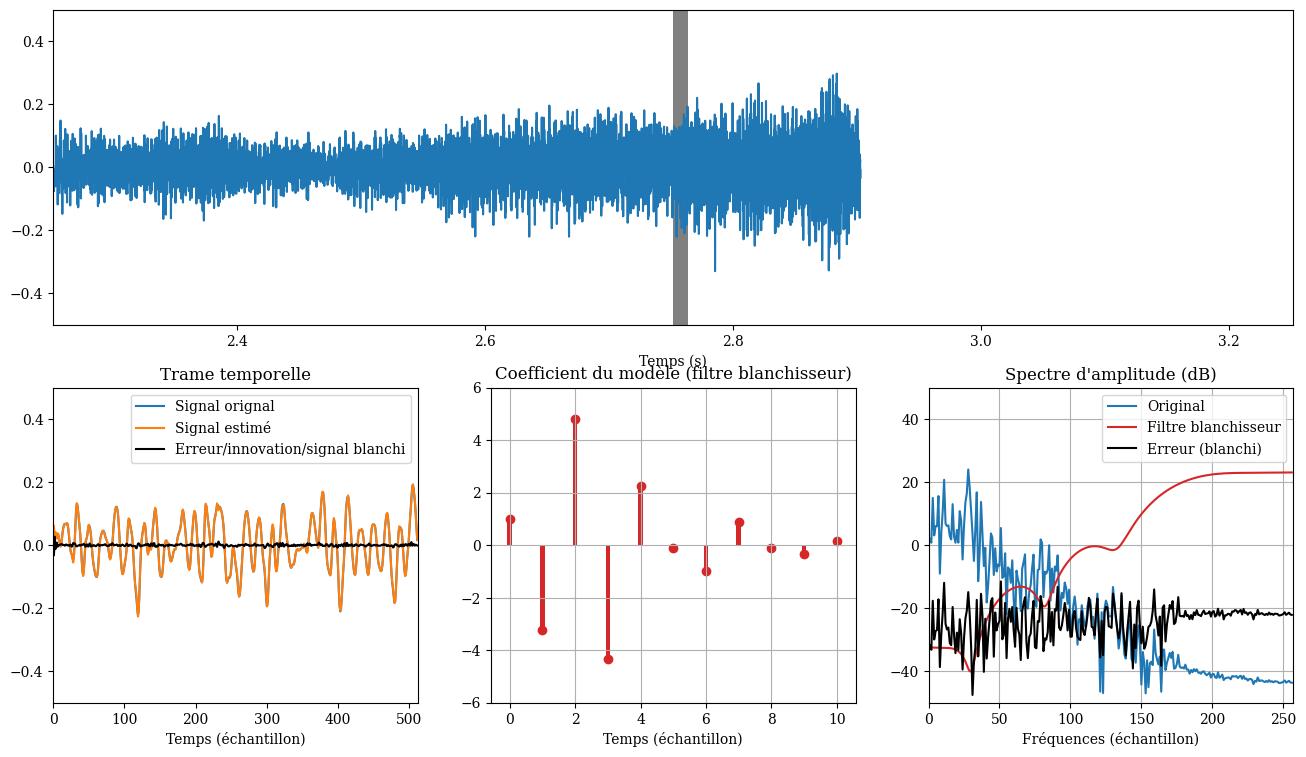 0.4
0.2
0.0
−0.2
−0.4
2.4 2.6 2.8 3.0 3.2
Temps (s)
Trame temporelle
0.4
0.2
0.0
−0.2
−0.4
Signal orignal
Signal estimé
Erreur/innovation/signal blanchi
0 100 200 300 400 500
Temps (échantillon)
Coefficient du modèle (filtre blanchisseur)
6
4
2
0
−2
−4
−6
0 2 4 6 8 10
Temps (échantillon)
Spectre d'amplitude (dB)
40
20
0
−20
−40
Original
Filtre blanchisseur
Erreur (blanchi)
0 50 100 150 200 250
Fréquences (échantillon)